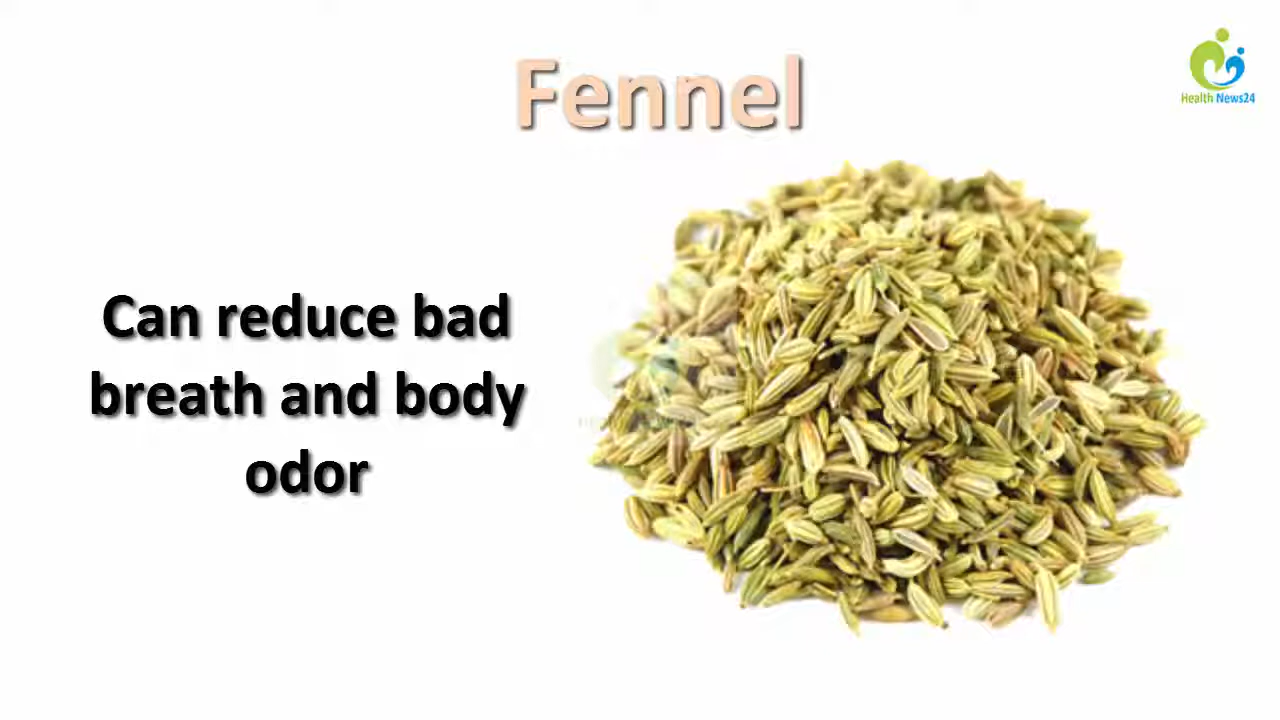 Fennel
Health News24
Can reduce bad
breath and body
odor